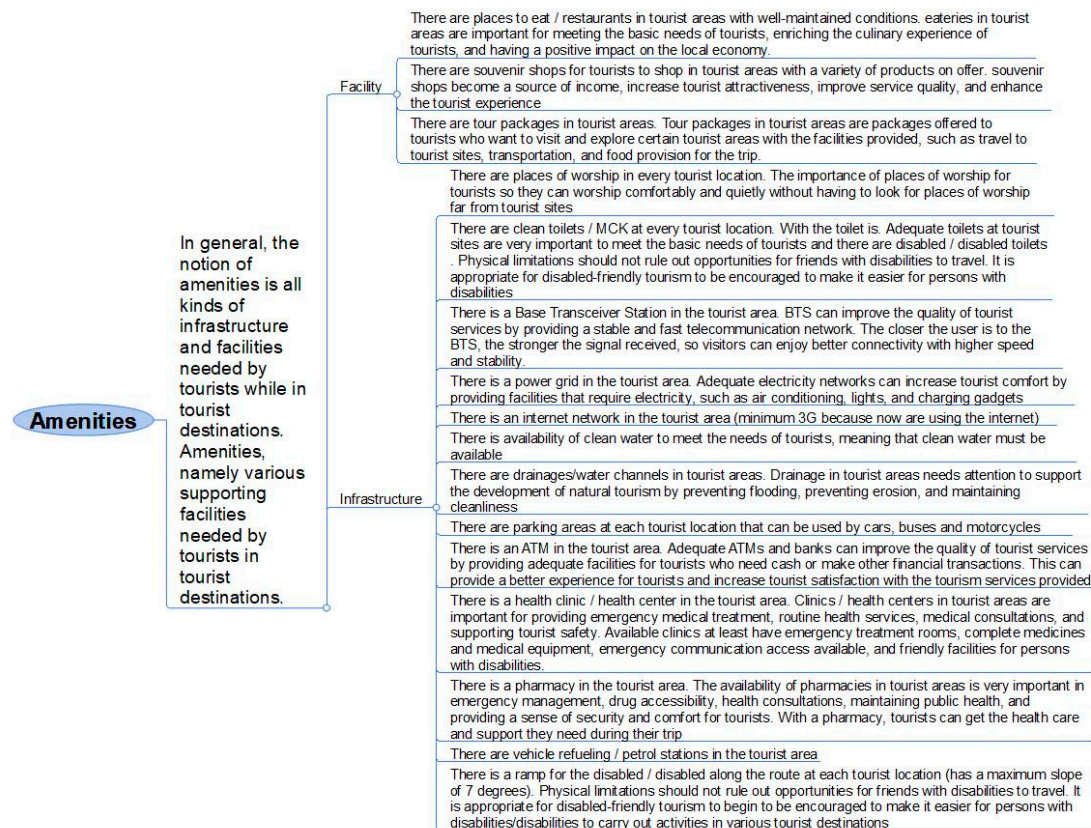 Amenities
In general, the
notion of
amenities is all
kinds of
infrastructure
and facilities
needed by
tourists while in
tourist
destinations.
Amenities,
namely various
supporting
facilities
needed by
tourists in
tourist
destinations.
Facility
There are places to eat / restaurants in tourist areas with well-maintained conditions. eateries in tourist
areas are important for meeting the basic needs of tourists, enriching the culinary experience of
tourists, and having a positive impact on the local economy.
There are souvenir shops for tourists to shop in tourist areas with a variety of products on offer. souvenir
shops become a source of income, increase tourist attractiveness, improve service quality, and enhance
the tourist experience
There are tour packages in tourist areas. Tour packages in tourist areas are packages offered to
tourists who want to visit and explore certain tourist areas with the facilities provided, such as travel to
tourist sites, transportation, and food provision for the trip.
Infrastructure
There are places of worship in every tourist location. The importance of places of worship for
tourists so they can worship comfortably and quietly without having to look for places of worship
far from tourist sites
There are clean toilets / MCK at every tourist location. With the toilet is. Adequate toilets at tourist
sites are very important to meet the basic needs of tourists and there are disabled / disabled toilets
. Physical limitations should not rule out opportunities for friends with disabilities to travel. It is
appropriate for disabled-friendly tourism to be encouraged to make it easier for persons with
disabilities
There is a Base Transceiver Station in the tourist area. BTS can improve the quality of tourist
services by providing a stable and fast telecommunication network. The closer the user is to the
BTS, the stronger the signal received, so visitors can enjoy better connectivity with higher speed
and stability.
There is a power grid in the tourist area. Adequate electricity networks can increase tourist comfort by
providing facilities that require electricity, such as air conditioning, lights, and charging gadgets
There is an internet network in the tourist area (minimum 3G because now are using the internet)
There is availability of clean water to meet the needs of tourists, meaning that clean water must be
available
There are drainages/water channels in tourist areas. Drainage in tourist areas needs attention to support
the development of natural tourism by preventing flooding, preventing erosion, and maintaining
cleanliness
There are parking areas at each tourist location that can be used by cars, buses and motorcycles
There is an ATM in the tourist area. Adequate ATMs and banks can improve the quality of tourist services
by providing adequate facilities for tourists who need cash or make other financial transactions. This can
provide a better experience for tourists and increase tourist satisfaction with the tourism services provided
There is a health clinic / health center in the tourist area. Clinics / health centers in tourist areas are
important for providing emergency medical treatment, routine health services, medical consultations, and
supporting tourist safety. Available clinics at least have emergency treatment rooms, complete medicines
and medical equipment, emergency communication access available, and friendly facilities for persons
with disabilities.
There is a pharmacy in the tourist area. The availability of pharmacies in tourist areas is very important in
emergency management, drug accessibility, health consultations, maintaining public health, and
providing a sense of security and comfort for tourists. With a pharmacy, tourists can get the health care
and support they need during their trip
There are vehicle refueling / petrol stations in the tourist area
There is a ramp for the disabled / disabled along the route at each tourist location (has a maximum slope
of 7 degrees). Physical limitations should not rule out opportunities for friends with disabilities to travel. It
is appropriate for disabled-friendly tourism to begin to be encouraged to make it easier for persons with
disabilities/disabilities to carry out activities in various tourist destinations